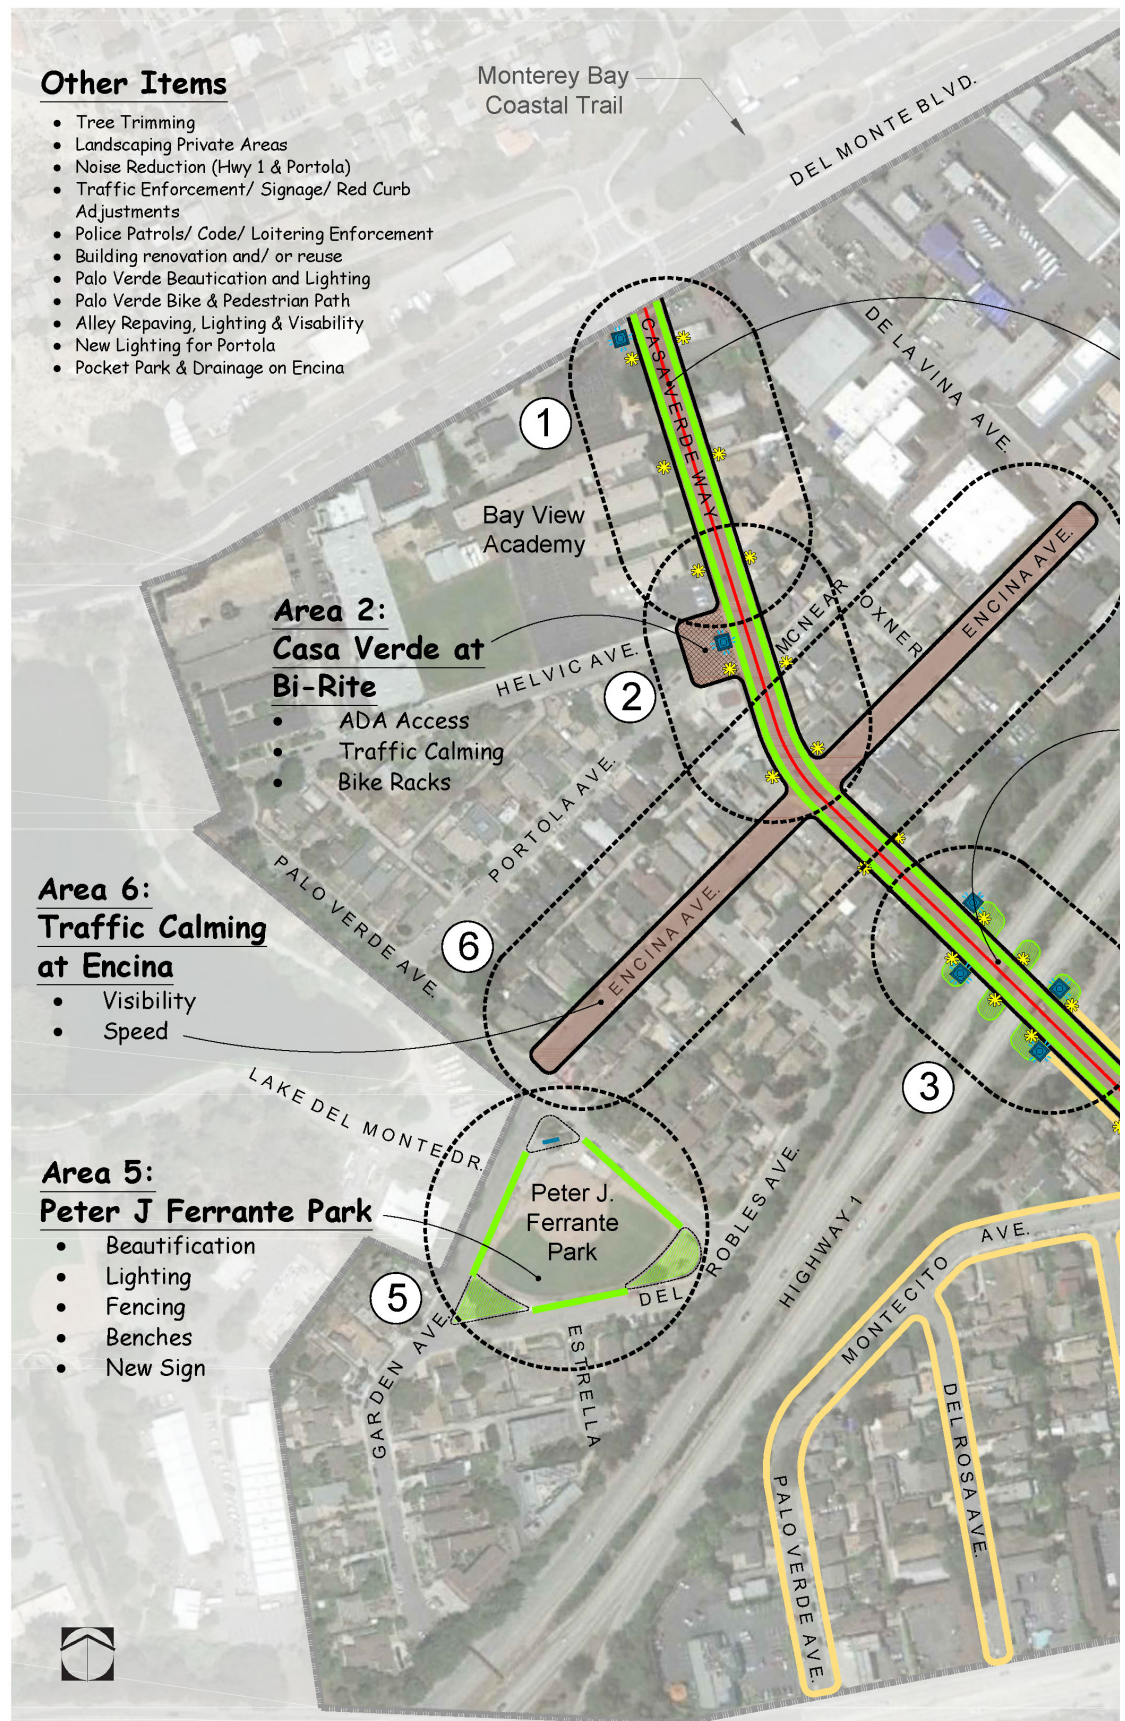 Other Items
• Tree Trimming
• Landscaping Private Areas
• Noise Reduction (Hwy 1 & Portola)
• Traffic Enforcement/ Signage/ Red Curb
Adjustments
• Police Patrols/ Code/ Loitering Enforcement
• Building renovation and/ or reuse
• Palo Verde Beautication and Lighting
• Palo Verde Bike & Pedestrian Path
• Alley Repaving, Lighting & Visability
• New Lighting for Portola
• Pocket Park & Drainage on Encina
Monterey Bay
Coastal Trail
DEL MONTE BLVD.
CASA VERDE WAY
DE LA VINA AVE.
1
Bay View
Academy
ENCINA AVE.
MCNEAR
OXNER
Area 2:
Casa Verde at
Bi-Rite
• ADA Access
• Traffic Calming
• Bike Racks
HELVIC AVE.
2
PORTOLA AVE.
PALO VERDE AVE.
Area 6:
Traffic Calming
at Encina
• Visibility
• Speed
6
ENCINA AVE.
3
LAKE DEL MONTE DR.
Area 5:
Peter J Ferrante Park
• Beautification
• Lighting
• Fencing
• Benches
• New Sign
Peter J.
Ferrante
Park
5
DEL ROBLES AVE.
HIGHWAY 1
GARDEN AVE.
ESTRELLA
MONTECITO AVE.
DEL ROSA AVE.
PALO VERDE AVE.